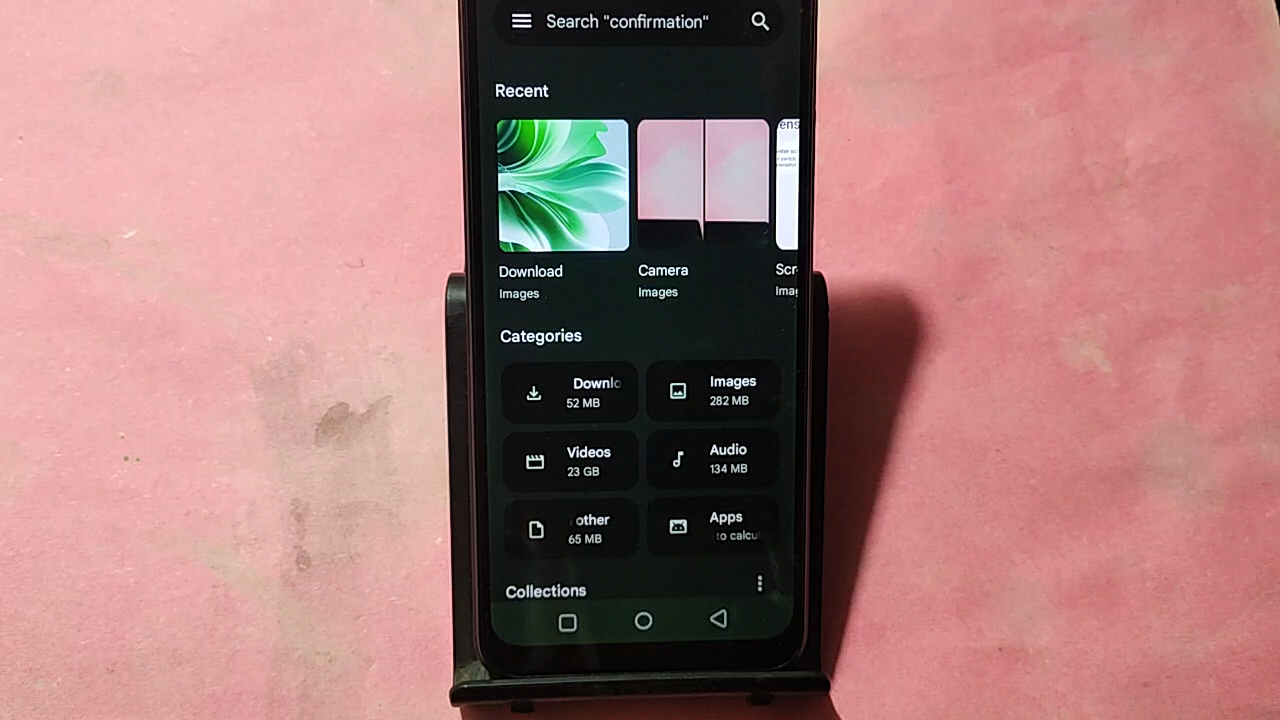 Search "confirmation"
Recent
Download
Images
Camera
Images
Categories
52 MB
Images
282 MB
Videos
23 GB
Audio
134 MB
other
65 MB
Apps
to
Collections